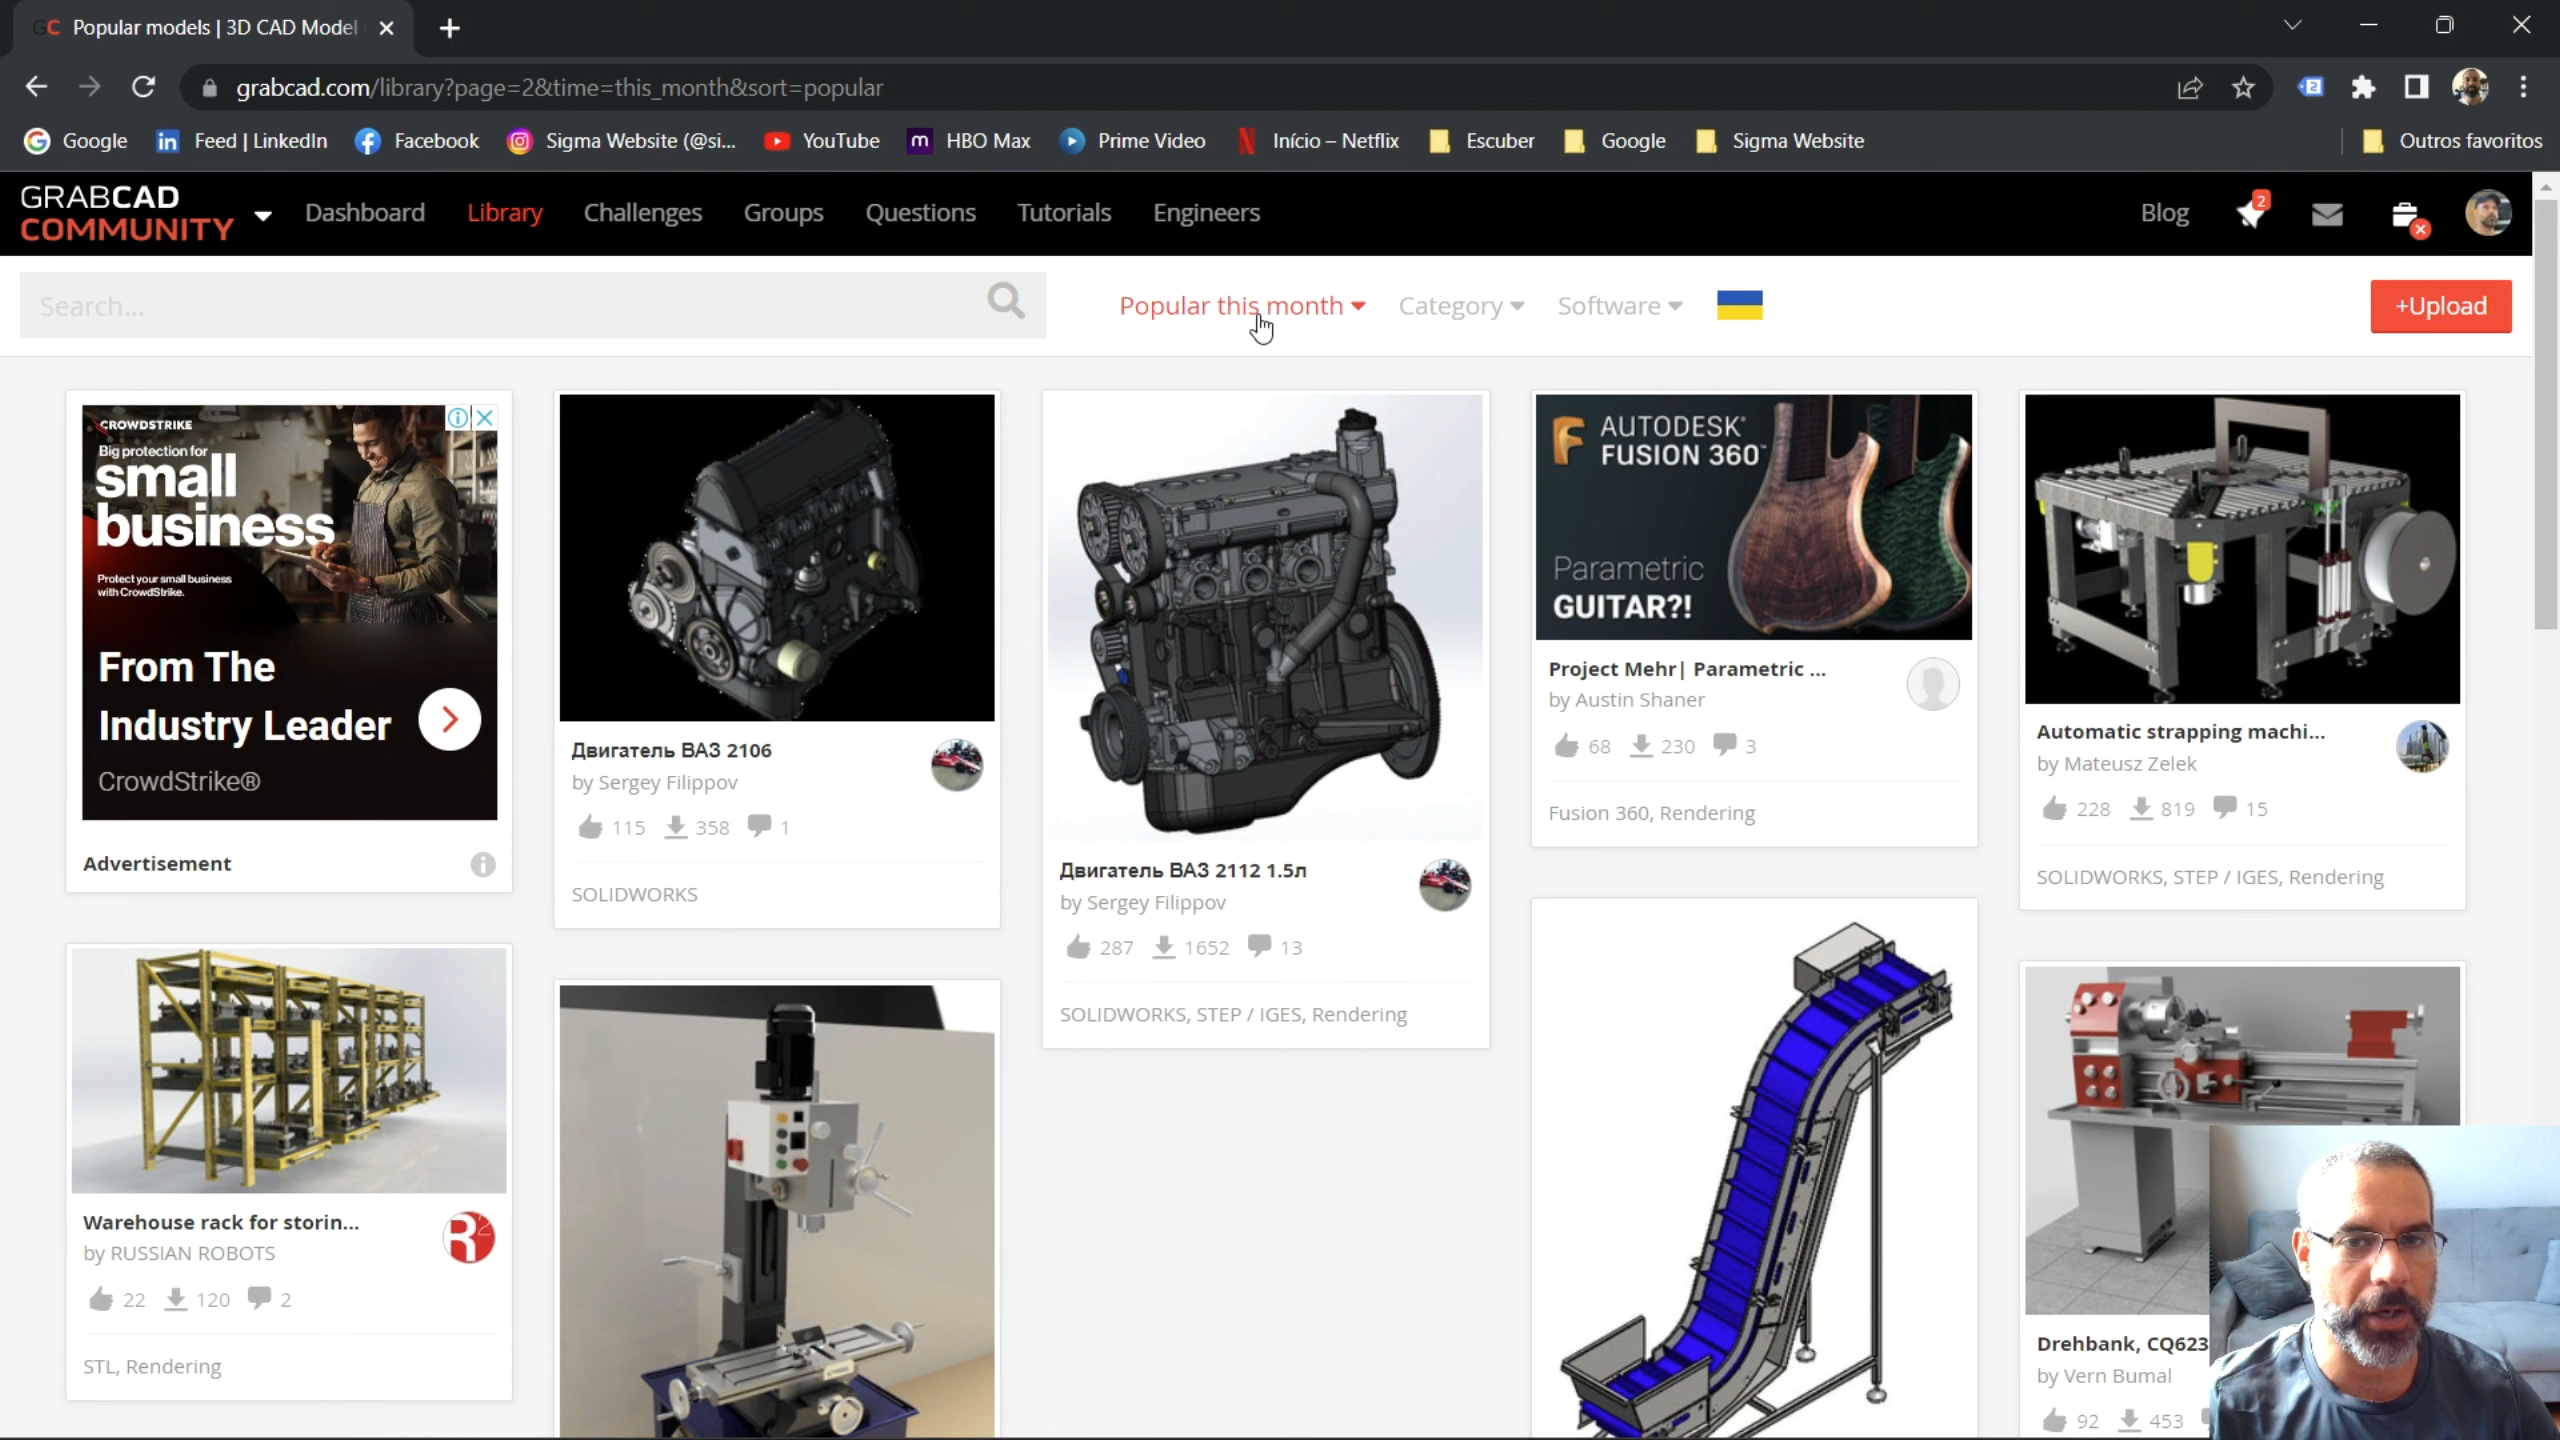 Popular models | 3D CAD Model
grabcad.com/library?page=2&time=this_month&sort=popular
Google
Feed | LinkedIn
Facebook
Sigma Website (@si...
YouTube
HBO Max
Prime Video
Início – Netflix
Escuber
Google
Sigma Website
Outros favoritos
GRABCAD
COMMUNITY
Dashboard
Library
Challenges
Groups
Questions
Tutorials
Engineers
Blog
2
Search...
Popular this month
Category
Software
+Upload
CROWDSTRIKE
Big protection for
small
business
Protect your small business
with CrowdStrike.
From The
Industry Leader
CrowdStrike®
Advertisement
Двигатель ВАЗ 2106
by Sergey Filippov
115 358 1
SOLIDWORKS
Двигатель ВАЗ 2112 1.5л
by Sergey Filippov
287 1652 13
SOLIDWORKS, STEP / IGES, Rendering
AUTODESK®
FUSION 360™
Parametric
GUITAR?!
Project Mehr| Parametric ...
by Austin Shaner
68 230 3
Fusion 360, Rendering
Automatic strapping machi...
by Mateusz Zelek
228 819 15
SOLIDWORKS, STEP / IGES, Rendering
Warehouse rack for storin...
by RUSSIAN ROBOTS
22 120 2
STL, Rendering
Drehbank, CQ623
by Vern Bumal
92 453